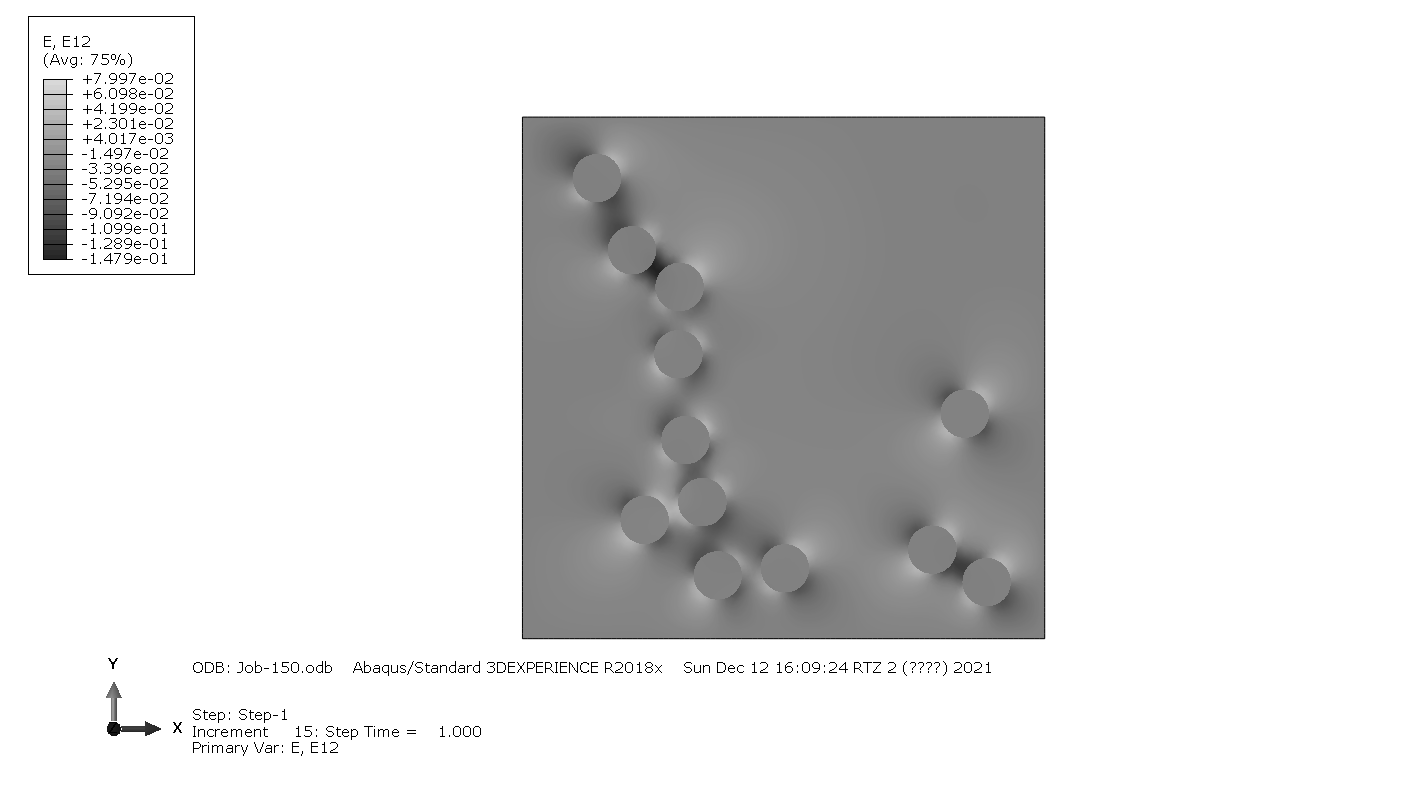 E, E12
(Avg: 75%)
+7.997e-02
+6.098e-02
+4.199e-02
+2.301e-02
+4.017e-03
-1.497e-02
-3.396e-02
-5.295e-02
-7.194e-02
-9.092e-02
-1.099e-01
-1.289e-01
-1.479e-01
Y
X
ODB: Job-150.odb    Abaqus/Standard 3DEXPERIENCE R2018x    Sun Dec 12 16:09:24 RTZ 2 (????) 2021
Step: Step-1
Increment    15: Step Time =    1.000
Primary Var: E, E12